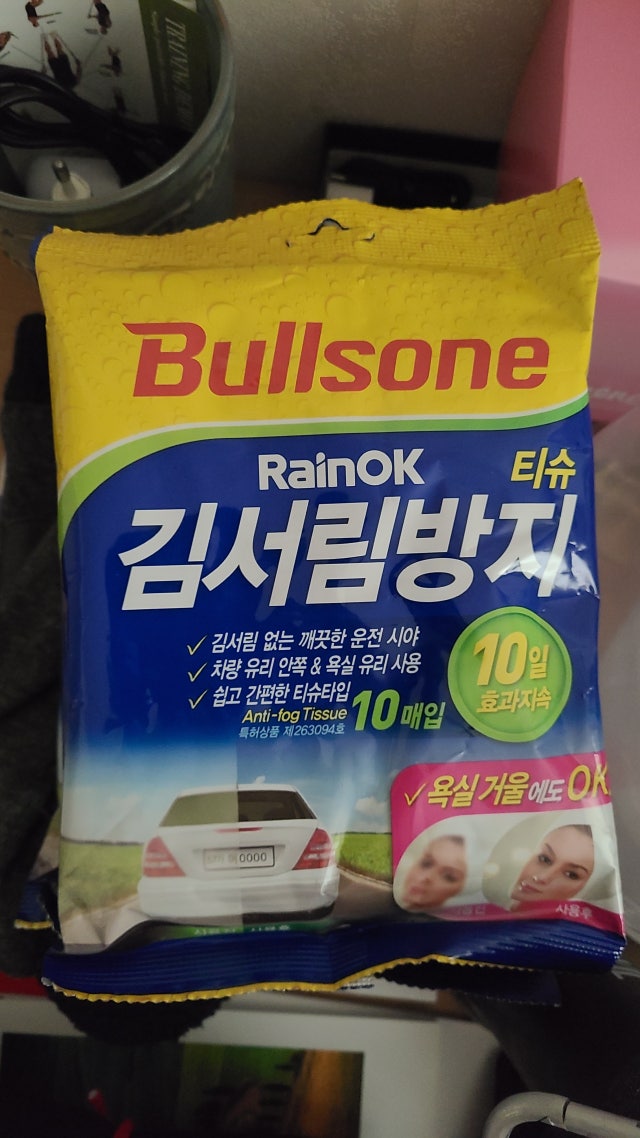 Bullsone
RainOK
티슈
김서림방지
김서림 없는 깨끗한 운전 시야
차량 유리 안쪽 & 욕실 유리 사용
쉽고 간편한 티슈타입
Anti-fog Tissue
특허상품 제263094호
10매입
10일
효과지속
욕실 거울에도 OK
0000
사용후